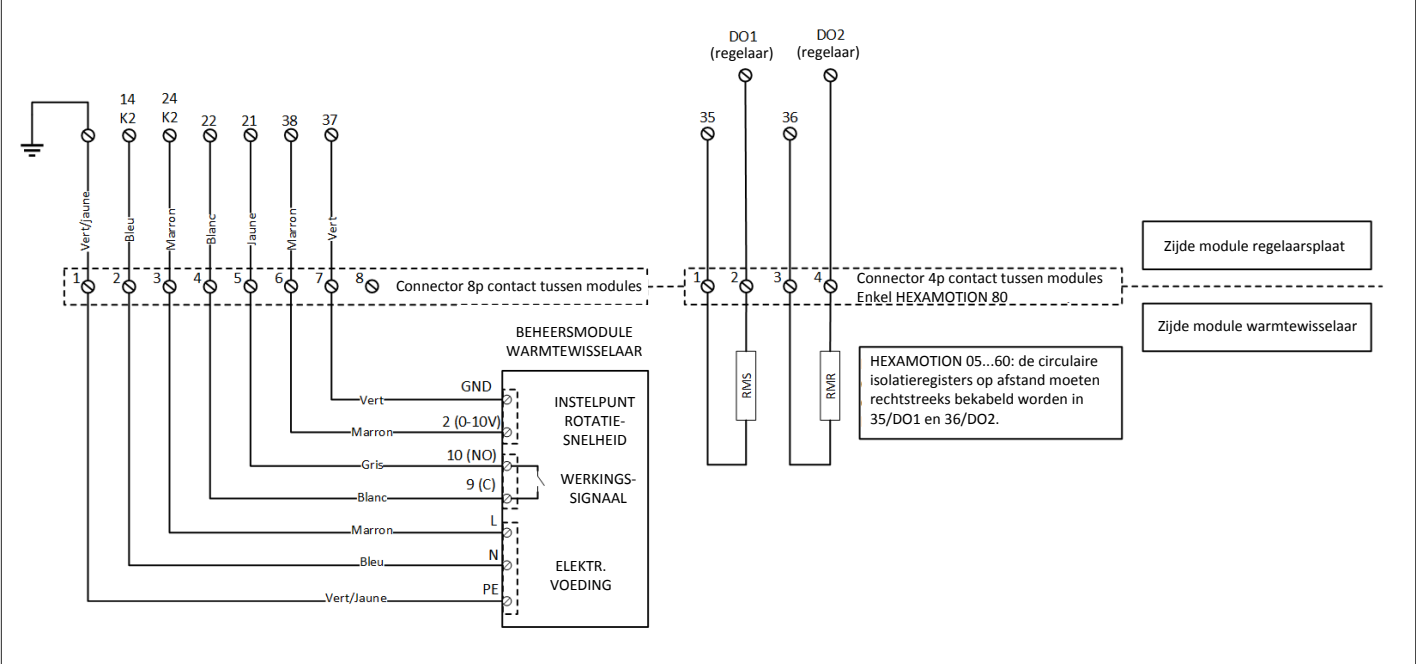 DO1
(regelaar)
DO2
(regelaar)
14
K2
24
K2
22
21
38
37
35
36
Vert/jaune
Bleu
Marron
Blanc
Jaune
Marron
Vert
1
2
3
4
5
6
7
8
Connector 8p contact tussen modules
1
2
3
4
Connector 4p contact tussen modules
Enkel HEXAMOTION 80
Zijde module regelaarsplaat
Zijde module warmtewisselaar
BEHEERSMODULE
WARMTEWISSELAAR
RMS
RMR
HEXAMOTION 05...60: de circulaire
isolatieregisters op afstand moeten
rechtstreeks bekabeld worden in
35/DO1 en 36/DO2.
Vert
GND
Marron
2 (0-10V)
INSTELPUNT
ROTATIE-
SNELHEID
Gris
10 (NO)
Blanc
9 (C)
WERKINGS-
SIGNAAL
Marron
L
Bleu
N
Vert/Jaune
PE
ELEKTR.
VOEDING